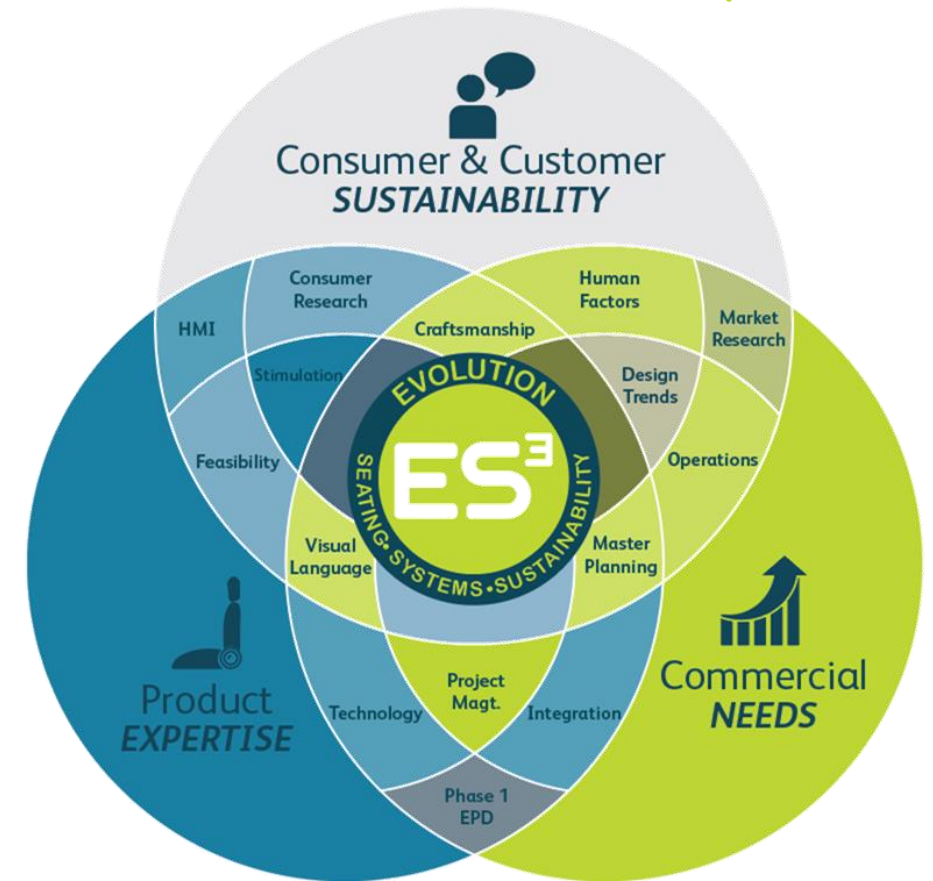 Consumer & Customer
SUSTAINABILITY
Consumer
Research
Human
Factors
HMI
Craftsmanship
Market
Research
Stimulation
Design
Trends
EVOLUTION
ES³
SEATING•SYSTEMS•SUSTAINABILITY
Feasibility
Operations
Visual
Language
Master
Planning
Product
EXPERTISE
Commercial
NEEDS
Project
Magt.
Technology
Integration
Phase 1
EPD